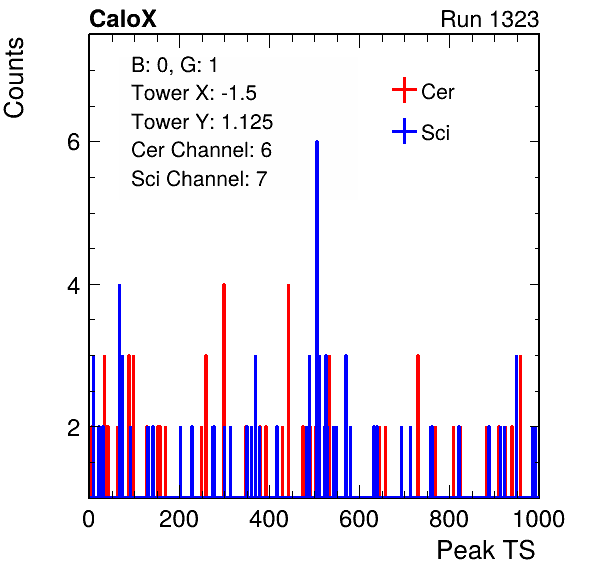 CaloX Run 1323
Counts
B: 0, G: 1
Tower X: -1.5
Tower Y: 1.125
Cer Channel: 6
Sci Channel: 7
Cer
Sci
6
4
2
0 200 400 600 800 1000
Peak TS